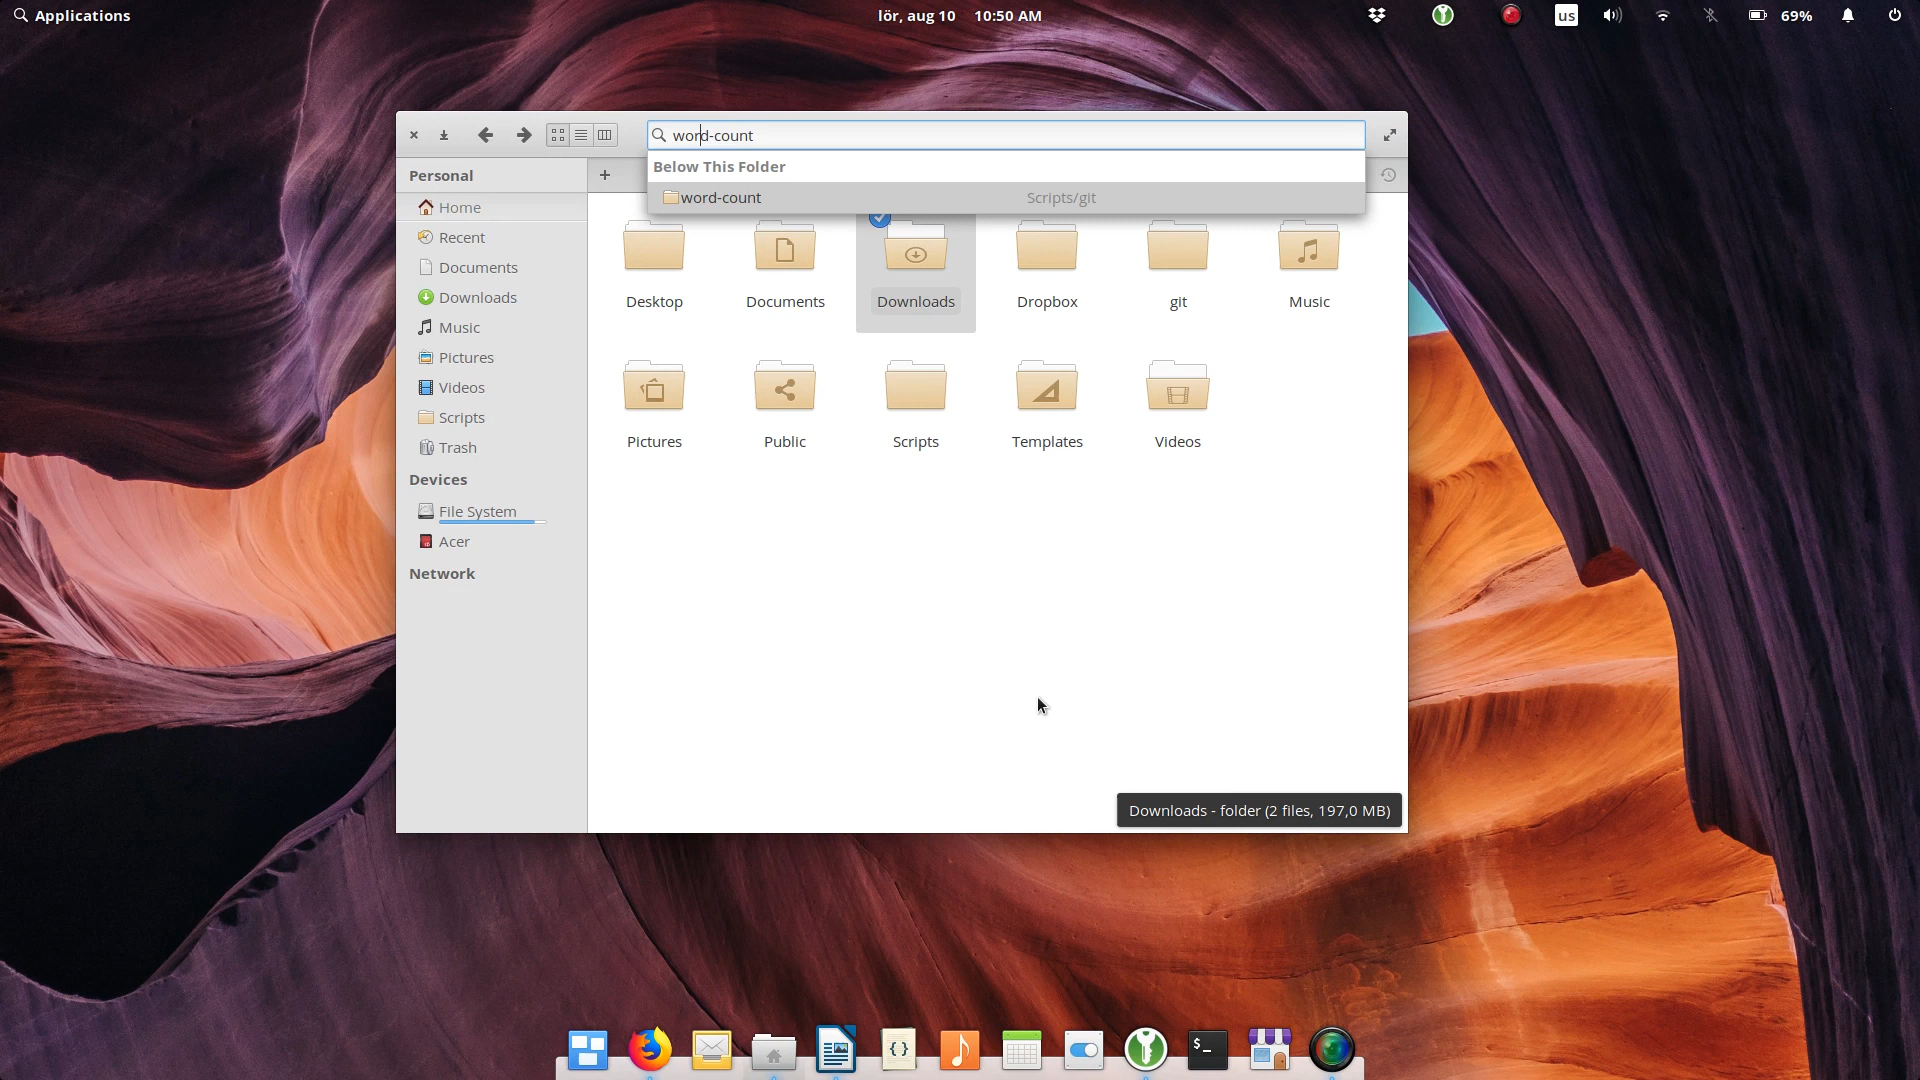 Applications
lör, aug 10 10:50 AM
us
69%
word-count
Below This Folder
word-count Scripts/git
Personal
Home
Recent
Documents
Downloads
Music
Pictures
Videos
Scripts
Trash
Devices
File System
Acer
Network
Desktop Documents Downloads Dropbox git Music
Pictures Public Scripts Templates Videos
Downloads - folder (2 files, 197,0 MB)